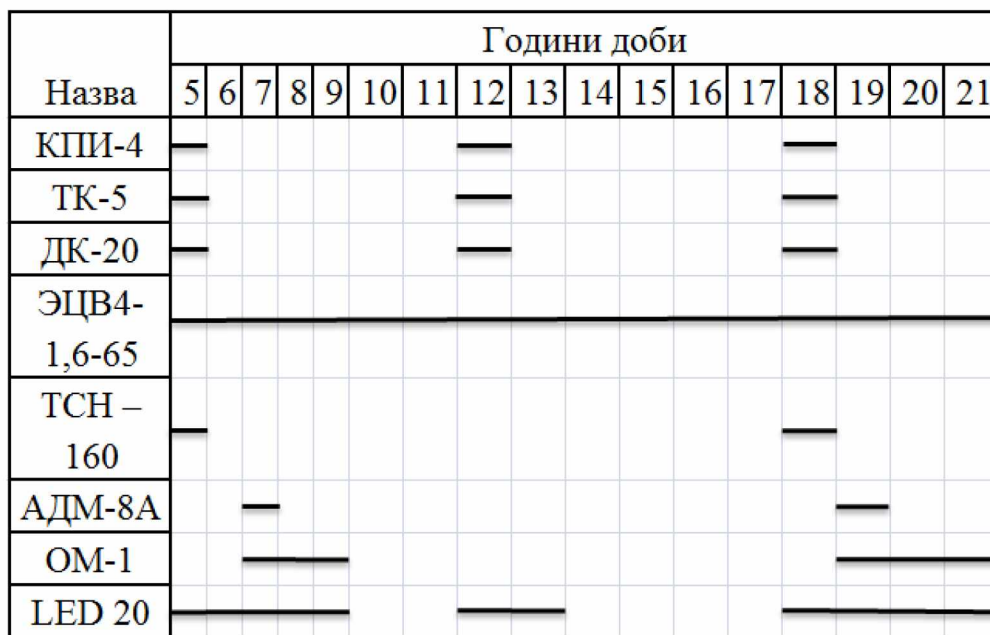 Години доби
Назва
5 6 7 8 9 10 11 12 13 14 15 16 17 18 19 20 21
КПИ-4
ТК-5
ДК-20
ЭЦВ4-
1,6-65
ТСН –
160
АДМ-8А
ОМ-1
LED 20